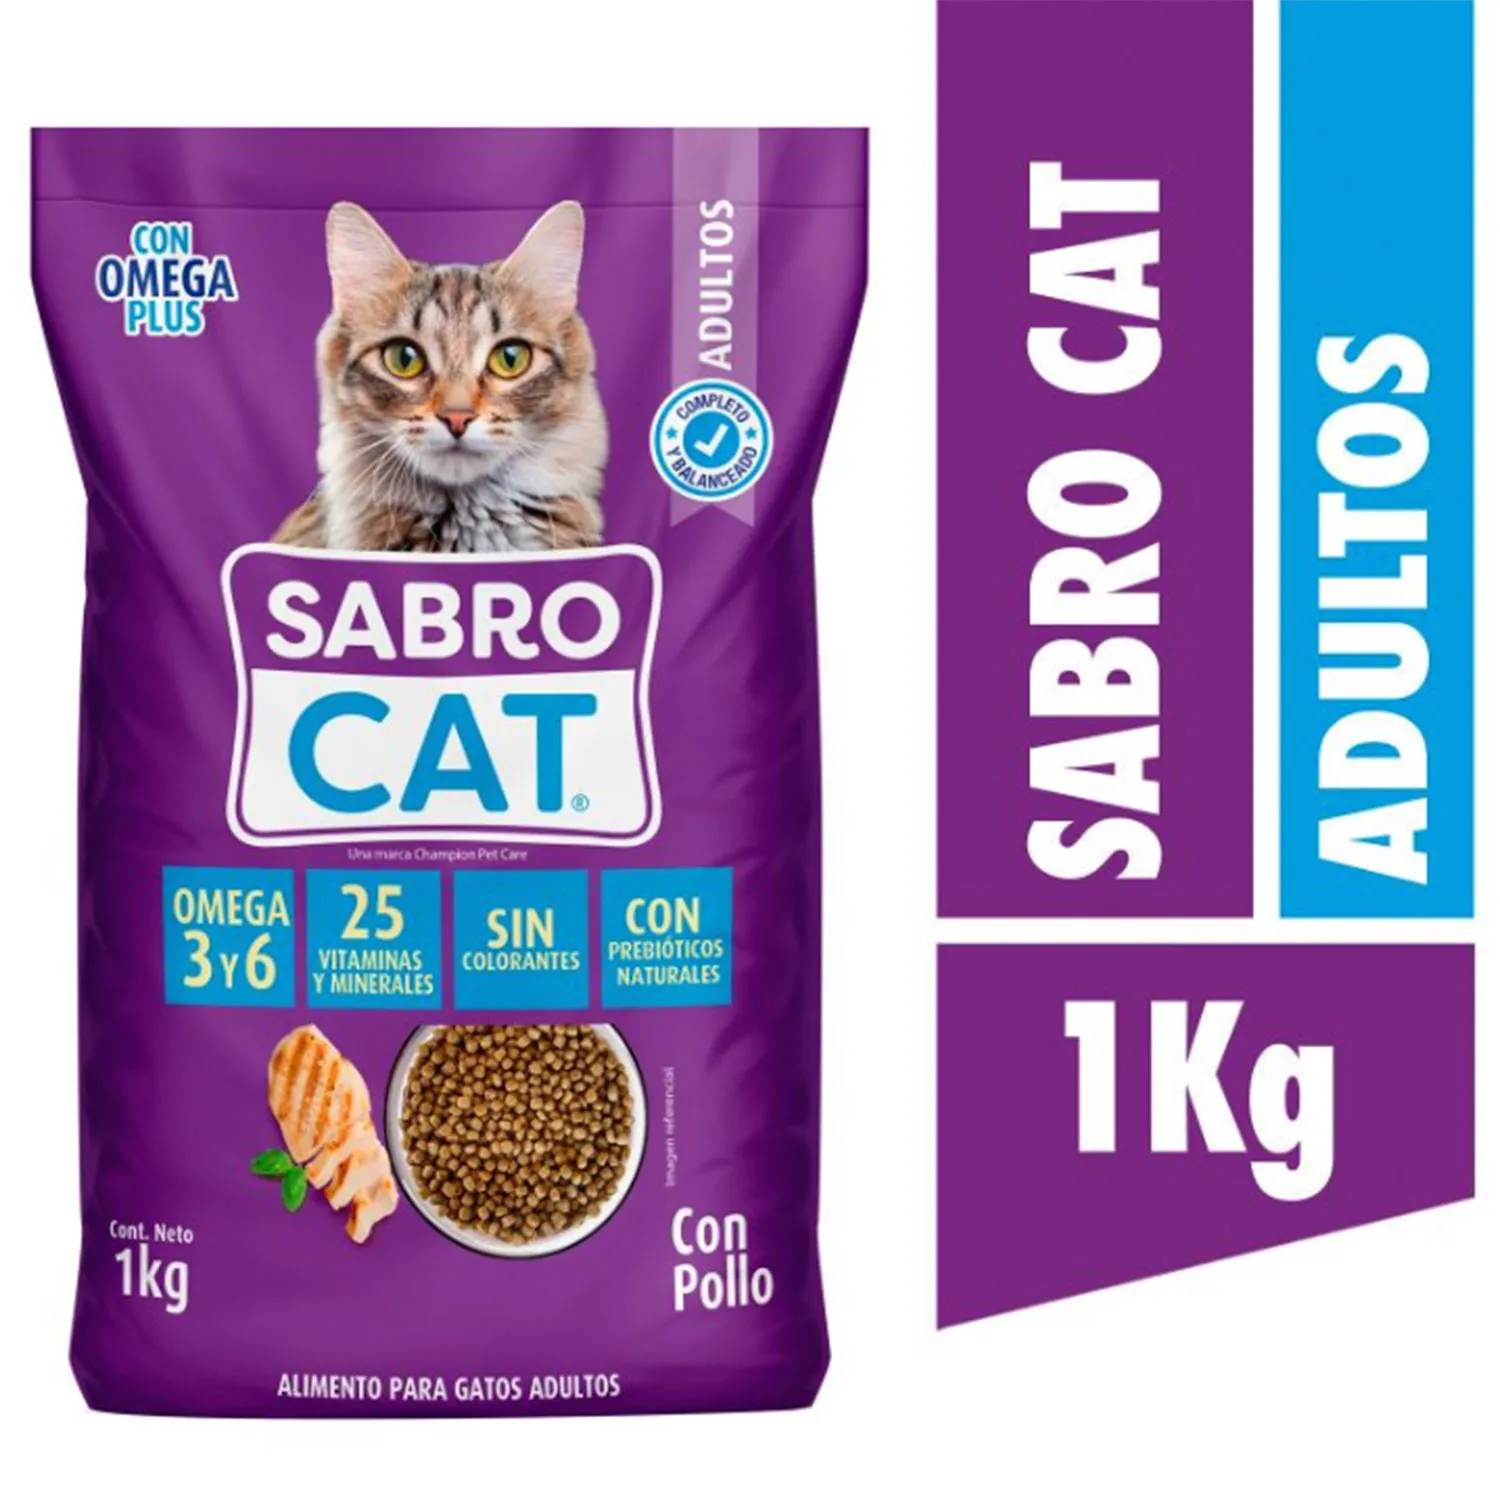 CON
OMEGA
PLUS
ADULTOS
COMPLETO
Y BALANCEADO
SABRO
CAT®
Una marca Champion Pet Care
OMEGA
3 Y 6
25
VITAMINAS
Y MINERALES
SIN
COLORANTES
CON
PREBIÓTICOS
NATURALES
Imagen referencial
Cont. Neto
1kg
Con
Pollo
ALIMENTO PARA GATOS ADULTOS
SABRO CAT
ADULTOS
1Kg